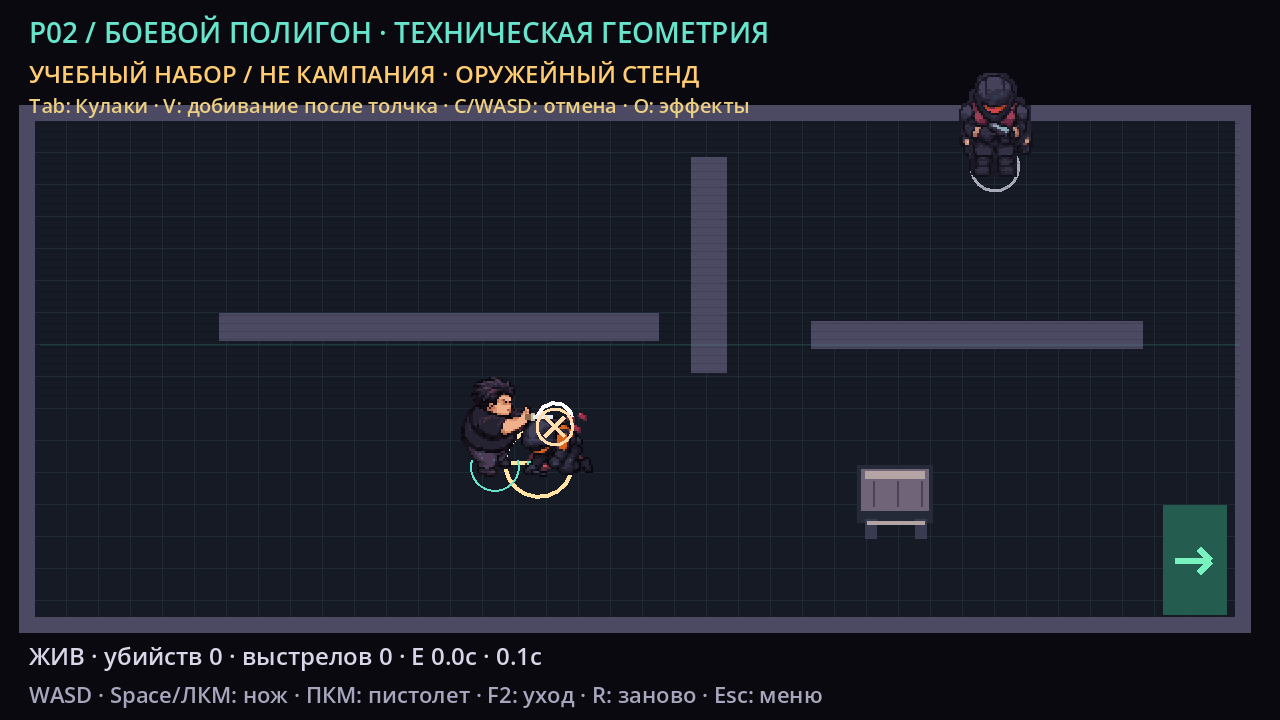 P02 / БОЕВОЙ ПОЛИГОН · ТЕХНИЧЕСКАЯ ГЕОМЕТРИЯ
УЧЕБНЫЙ НАБОР / НЕ КАМПАНИЯ · ОРУЖЕЙНЫЙ СТЕНД
Tab: Кулаки · V: добивание после толчка · C/WASD: отмена · O: эффекты
ЖИВ · убийств 0 · выстрелов 0 · E 0.0с · 0.1с
WASD · Space/ЛКМ: нож · ПКМ: пистолет · F2: уход · R: заново · Esc: меню